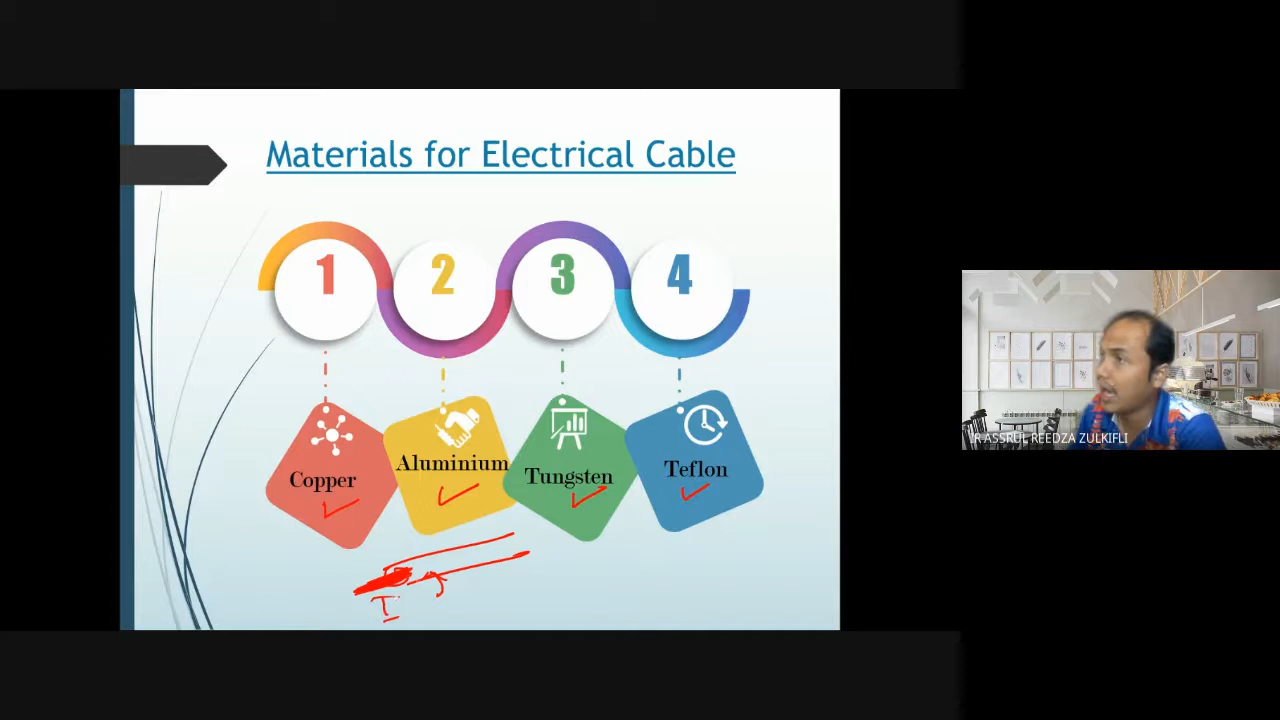 Materials for Electrical Cable
1 2 3 4
Copper Aluminium Tungsten Teflon
I
R ASSRUL REEDZA ZULKIFLI